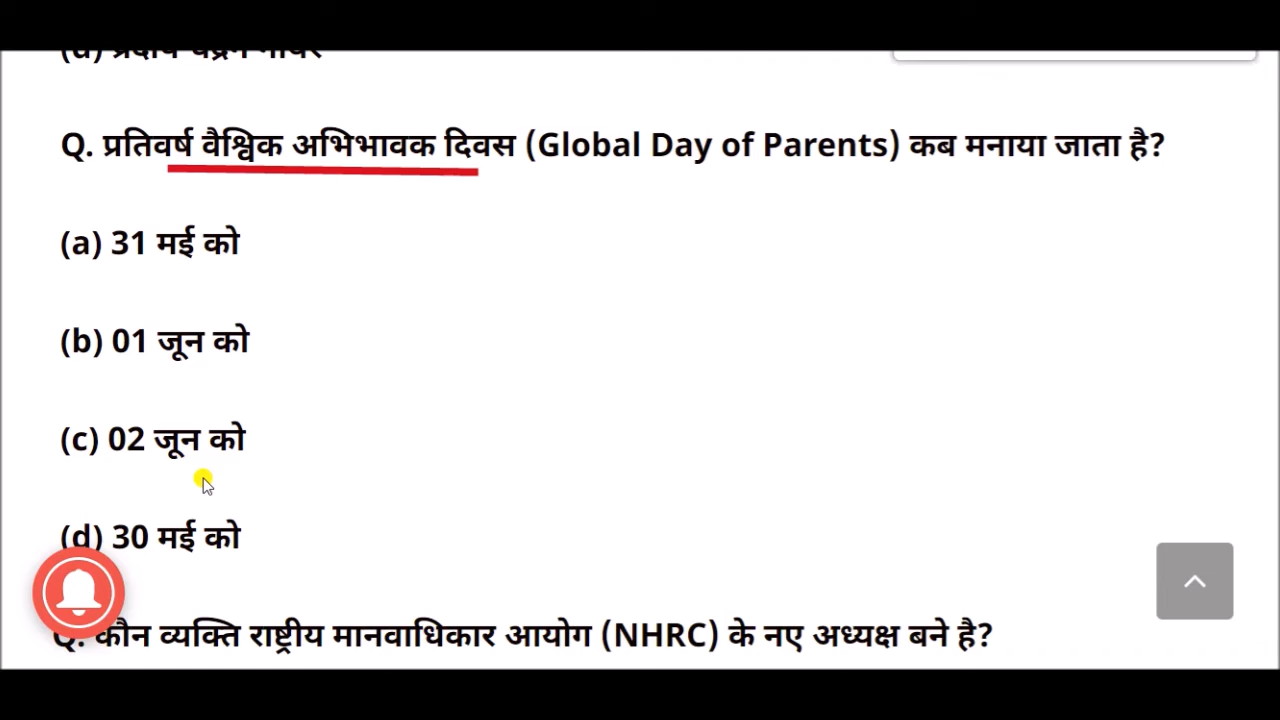 Q. प्रतिवर्ष वैश्विक अभिभावक दिवस (Global Day of Parents) कब मनाया जाता है?
(a) 31 मई को
(b) 01 जून को
(c) 02 जून को
(d) 30 मई को
Q. कौन व्यक्ति राष्ट्रीय मानवाधिकार आयोग (NHRC) के नए अध्यक्ष बने है?